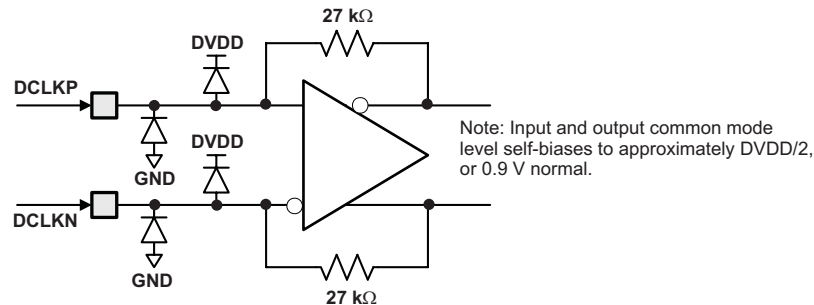 27 kΩ
DVDD
DCLKP
DVDD
GND
Note: Input and output common mode
level self-biases to approximately DVDD/2,
or 0.9 V normal.
DCLKN
GND
27 kΩ